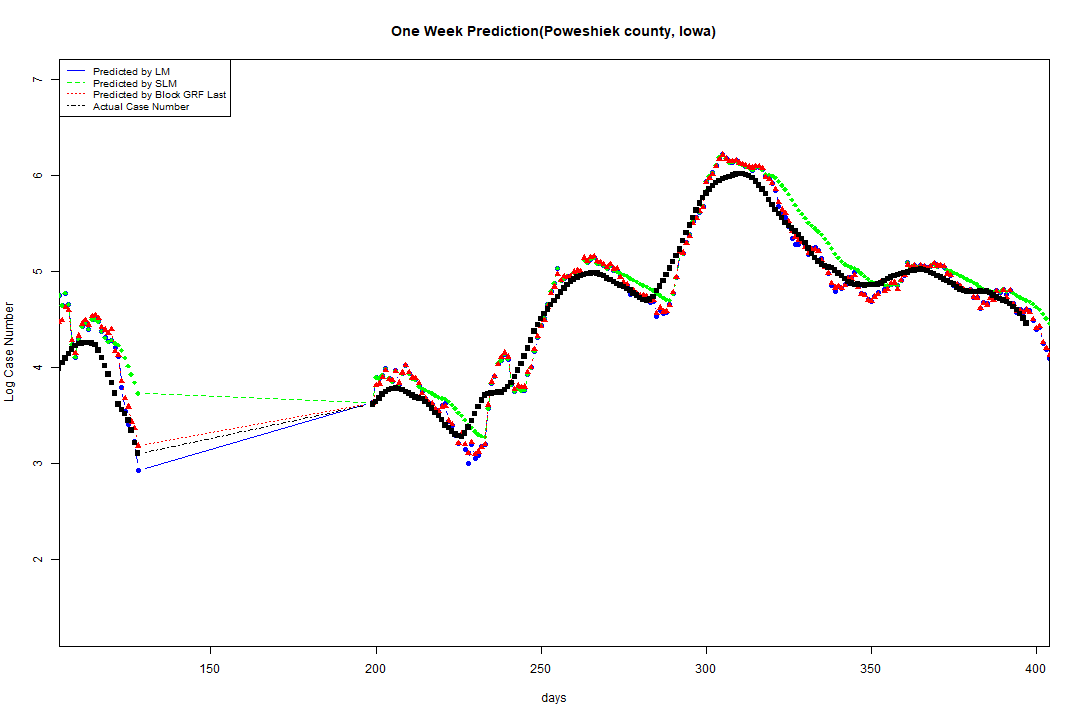 One Week Prediction(Poweshiek county, Iowa)
Predicted by LM
Predicted by SLM
Predicted by Block GRF Last
Actual Case Number
7
6
5
4
3
2
Log Case Number
150 200 250 300 350 400
days